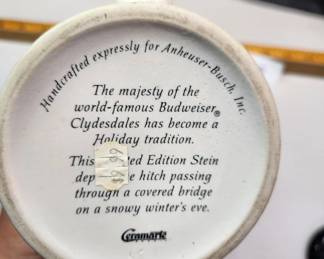 Handcrafted expressly for Anheuser-Busch, Inc.
The majesty of the
world-famous Budweiser®
Clydesdales has become a
Holiday tradition.
This ted Edition Stein
dep e hitch passing
through a covered bridge
on a snowy winter's eve.
Ceramarte